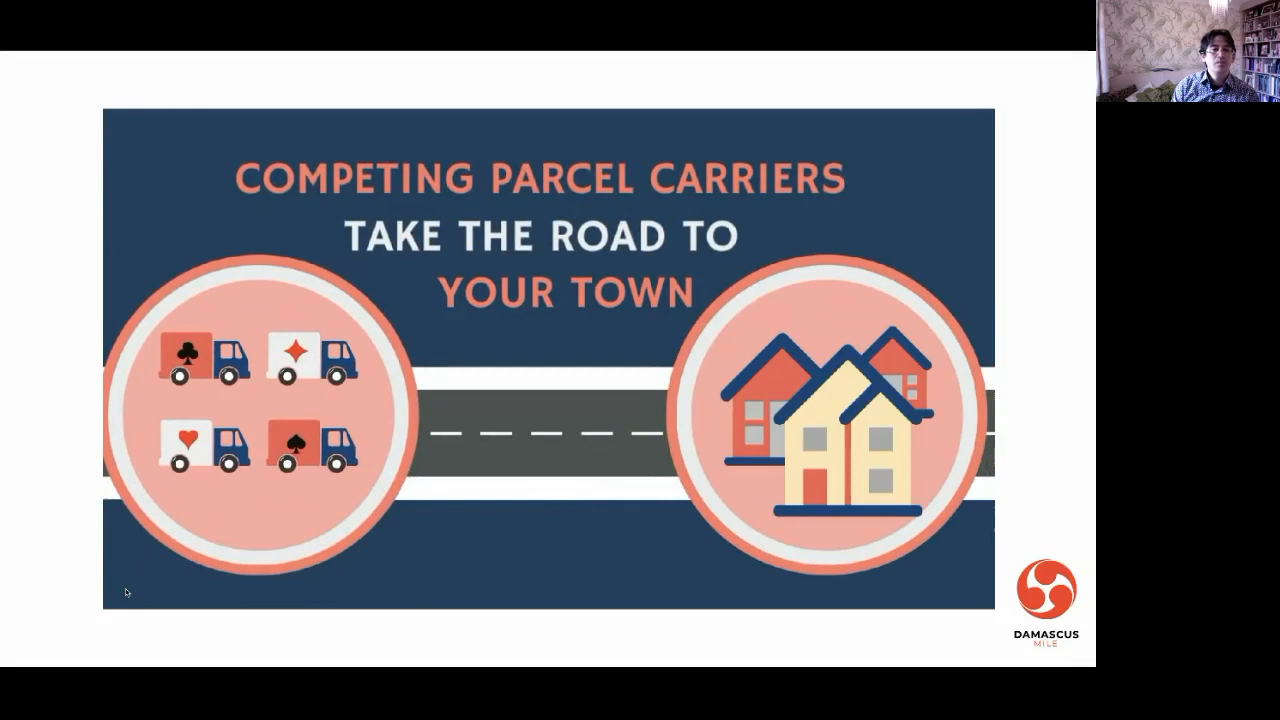 COMPETING PARCEL CARRIERS
TAKE THE ROAD TO
YOUR TOWN
DAMASCUS
MILE